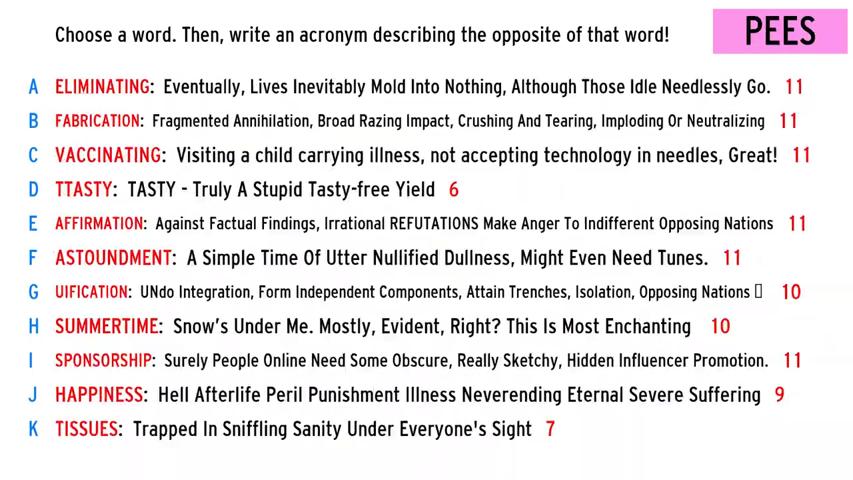 Choose a word. Then, write an acronym describing the opposite of that word!
PEES
A ELIMINATING: Eventually, Lives Inevitably Mold Into Nothing, Although Those Idle Needlessly Go. 11
B FABRICATION: Fragmented Annihilation, Broad Razing Impact, Crushing And Tearing, Imploding Or Neutralizing 11
C VACCINATING: Visiting a child carrying illness, not accepting technology in needles, Great! 11
D TTASTY: TASTY - Truly A Stupid Tasty-free Yield 6
E AFFIRMATION: Against Factual Findings, Irrational REFUTATIONS Make Anger To Indifferent Opposing Nations 11
F ASTOUNDMENT: A Simple Time Of Utter Nullified Dullness, Might Even Need Tunes. 11
G UIFICATION: UNdo Integration, Form Independent Components, Attain Trenches, Isolation, Opposing Nations 10
H SUMMERTIME: Snow's Under Me. Mostly, Evident, Right? This Is Most Enchanting 10
I SPONSORSHIP: Surely People Online Need Some Obscure, Really Sketchy, Hidden Influencer Promotion. 11
J HAPPINESS: Hell Afterlife Peril Punishment Illness Neverending Eternal Severe Suffering 9
K TISSUES: Trapped In Sniffling Sanity Under Everyone's Sight 7